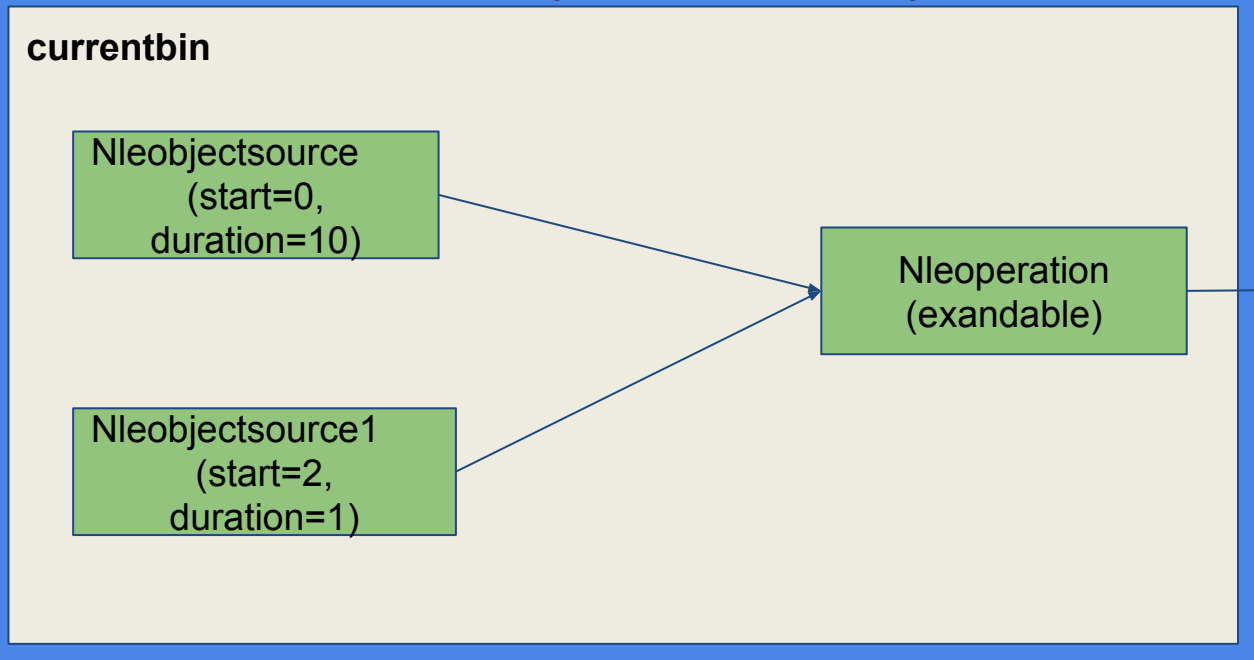 currentbin
Nleobjectsource
(start=0,
duration=10)
Nleoperation
(exandable)
Nleobjectsource1
(start=2,
duration=1)